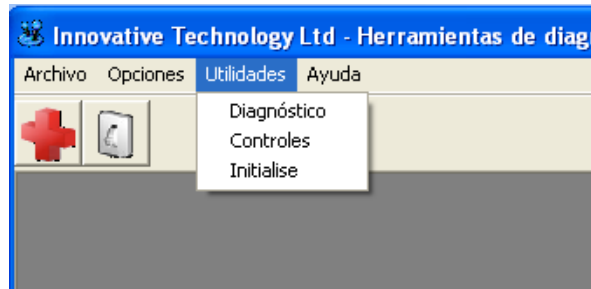 Innovative Technology Ltd - Herramientas de diag
Archivo Opciones Utilidades Ayuda
Diagnóstico
Controles
Initialise